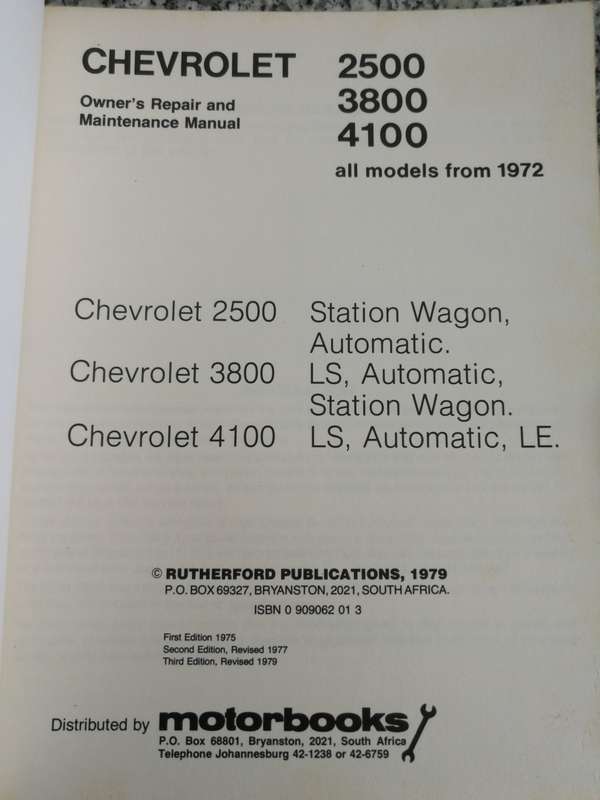 CHEVROLET 2500
Owner's Repair and 3800
Maintenance Manual 4100
all models from 1972
Chevrolet 2500 Station Wagon,
Automatic.
Chevrolet 3800 LS, Automatic,
Station Wagon.
Chevrolet 4100 LS, Automatic, LE.
© RUTHERFORD PUBLICATIONS, 1979
P.O. BOX 69327, BRYANSTON, 2021, SOUTH AFRICA.
ISBN 0 909062 01 3
First Edition 1975
Second Edition, Revised 1977
Third Edition, Revised 1979
Distributed by motorbooks
P.O. Box 68801, Bryanston, 2021, South Africa
Telephone Johannesburg 42-1238 or 42-6759